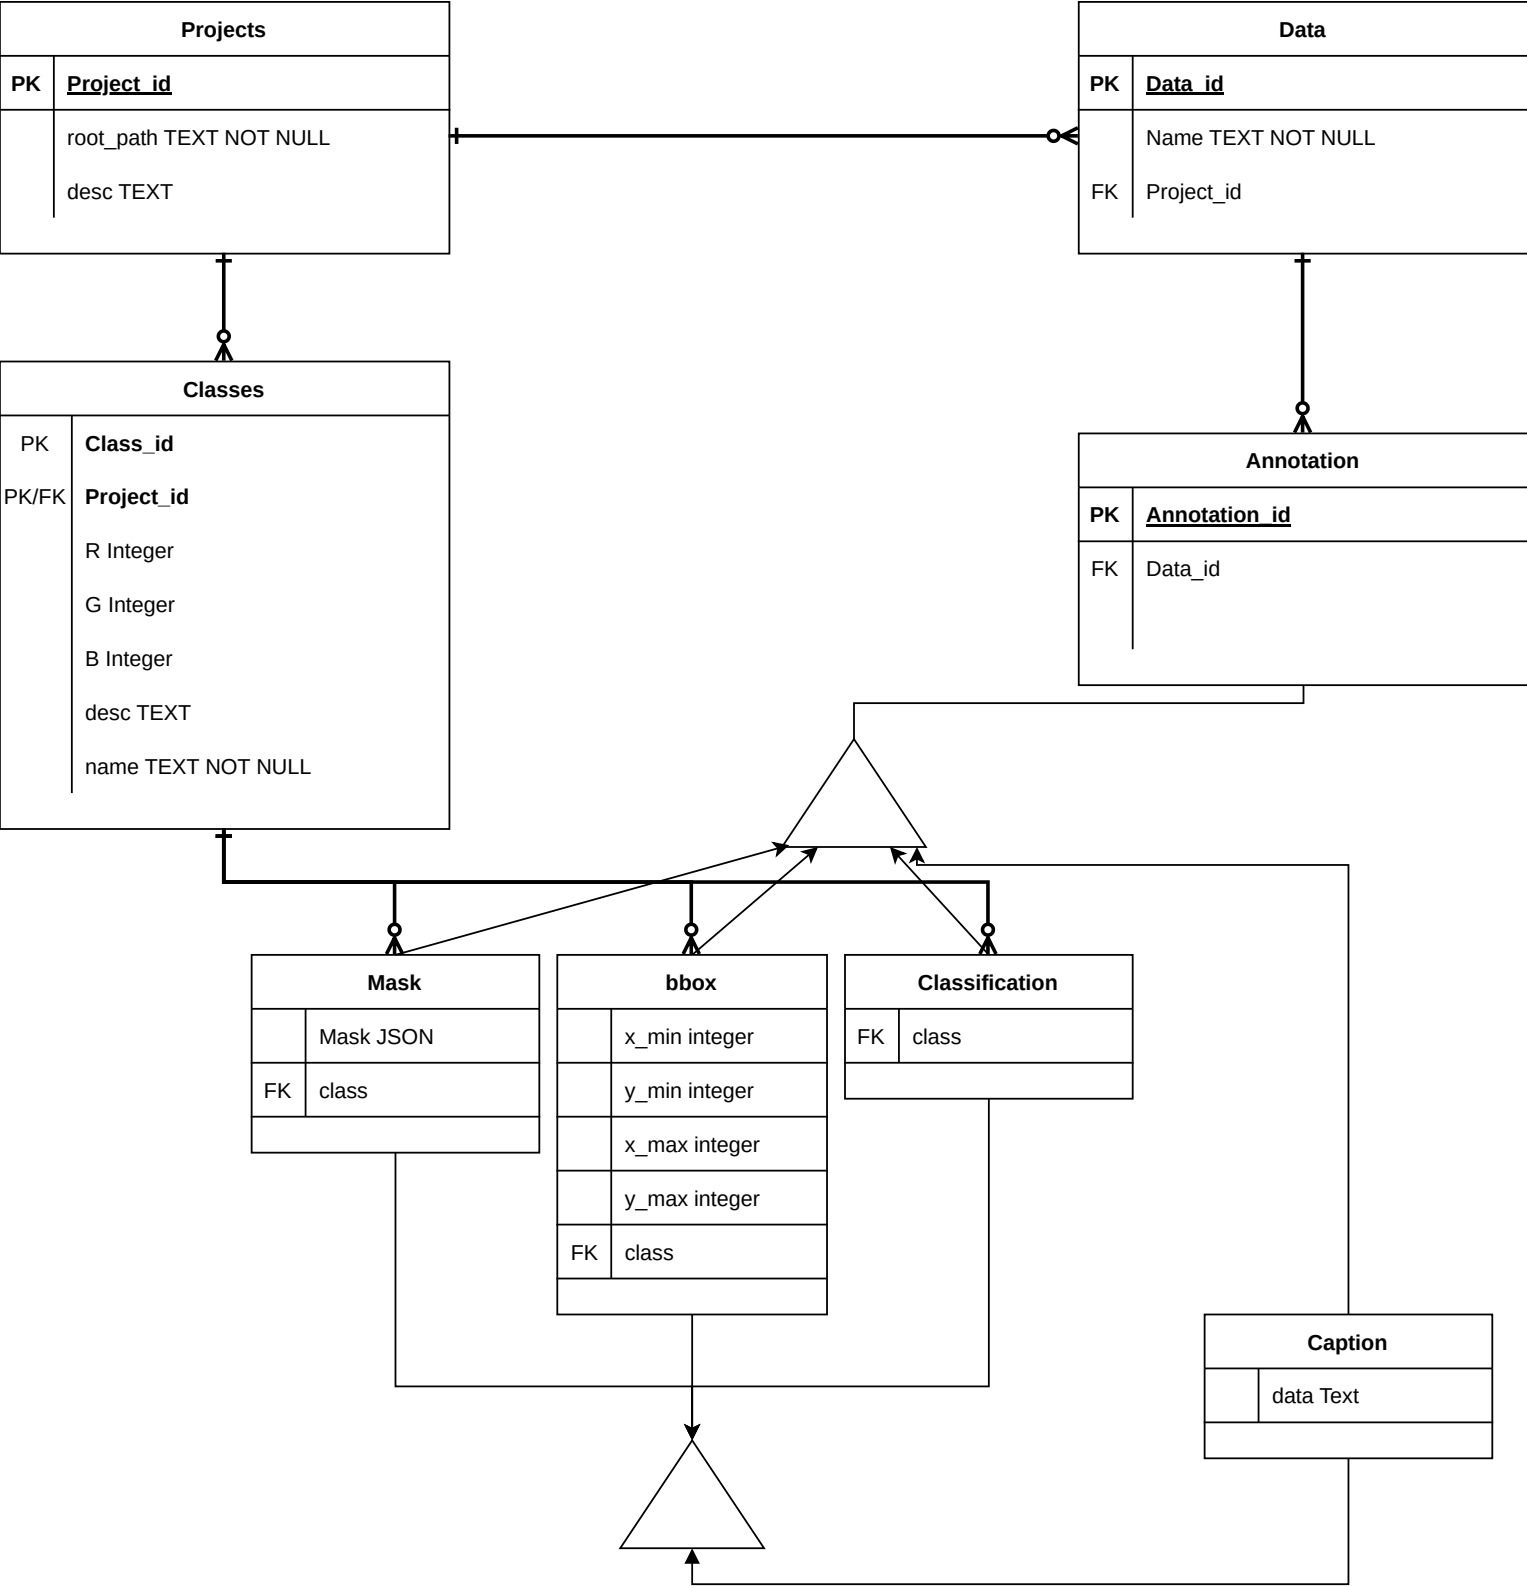 Projects
PK Project_id
root_path TEXT NOT NULL
desc TEXT
Data
PK Data_id
Name TEXT NOT NULL
FK Project_id
Classes
PK Class_id
PK/FK Project_id
R Integer
G Integer
B Integer
desc TEXT
name TEXT NOT NULL
Annotation
PK Annotation_id
FK Data_id
Mask
Mask JSON
FK class
bbox
x_min integer
y_min integer
x_max integer
y_max integer
FK class
Classification
FK class
Caption
data Text